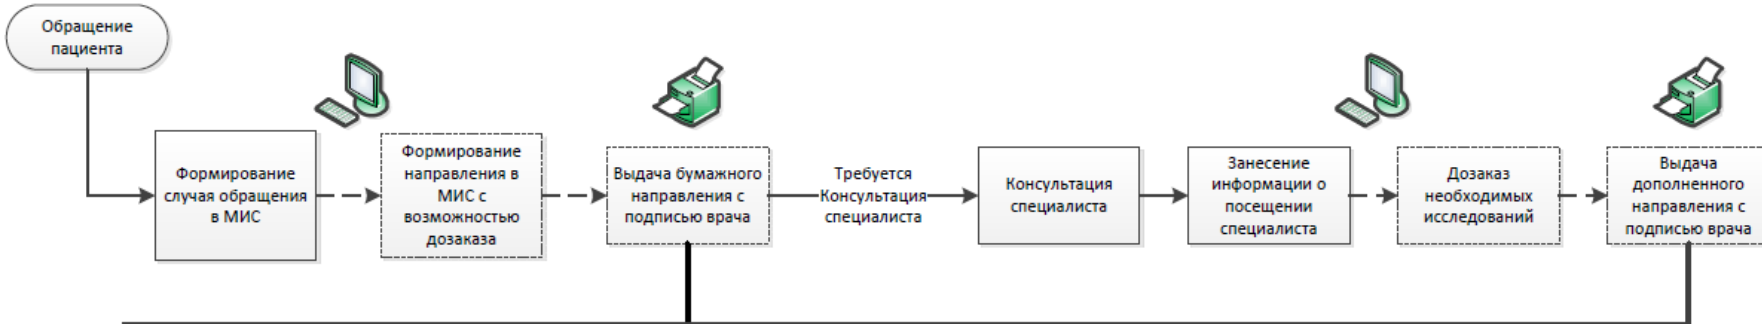 Обращение
пациента
Формирование
случая обращения
в МИС
Формирование
направления в
МИС с
возможностью
дозаказа
Выдача бумажного
направления с
подписью врача
Требуется
Консультация
специалиста
Консультация
специалиста
Занесение
информации о
посещении
специалиста
Дозаказ
необходимых
исследований
Выдача
дополненного
направления с
подписью врача